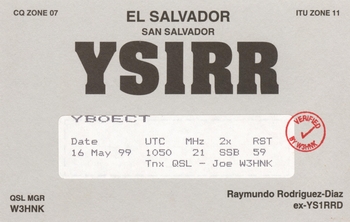 CQ ZONE 07
EL SALVADOR
ITU ZONE 11
SAN SALVADOR
YS1RR
YBOECT
Date UTC MHz 2x RST
16 May 99 1050 21 SSB 59
Tnx QSL - Joe W3HNK
VERIFIED
BY W3HNK
QSL MGR
W3HNK
Raymundo Rodriguez-Diaz
ex-YS1RRD